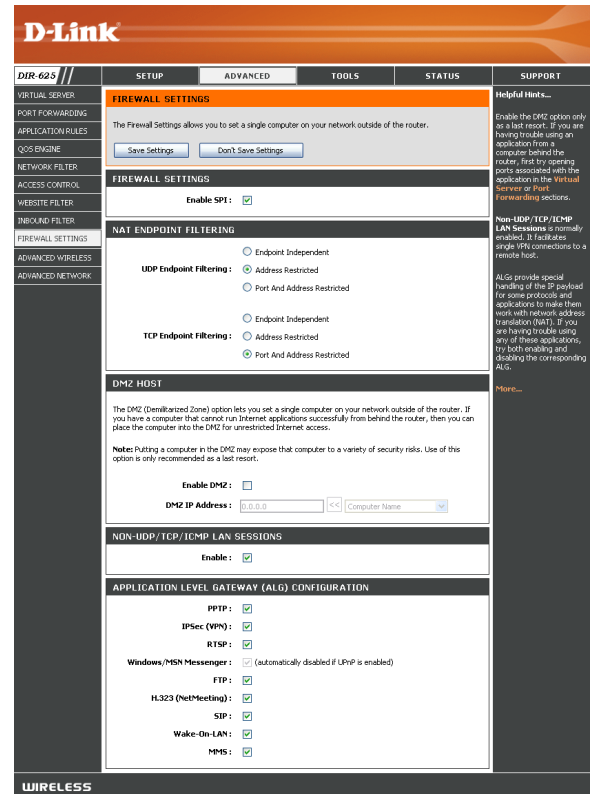 D-Link
DIR-625
SETUP
ADVANCED
TOOLS
STATUS
SUPPORT
VIRTUAL SERVER
PORT FORWARDING
APPLICATION RULES
QOS ENGINE
NETWORK FILTER
ACCESS CONTROL
WEBSITE FILTER
INBOUND FILTER
FIREWALL SETTINGS
ADVANCED WIRELESS
ADVANCED NETWORK
FIREWALL SETTINGS
The Firewall Settings allows you to set a single computer on your network outside of the router.
Save Settings
Don't Save Settings
FIREWALL SETTINGS
Enable SPI :
NAT ENDPOINT FILTERING
UDP Endpoint Filtering :
Endpoint Independent
Address Restricted
Port And Address Restricted
TCP Endpoint Filtering :
Endpoint Independent
Address Restricted
Port And Address Restricted
DMZ HOST
The DMZ (Demilitarized Zone) option lets you set a single computer on your network outside of the router. If
you have a computer that cannot run Internet applications successfully from behind the router, then you can
place the computer into the DMZ for unrestricted Internet access.
Note: Putting a computer in the DMZ may expose that computer to a variety of security risks. Use of this
option is only recommended as a last resort.
Enable DMZ :
DMZ IP Address :
0.0.0.0
<<
Computer Name
NON-UDP/TCP/ICMP LAN SESSIONS
Enable :
APPLICATION LEVEL GATEWAY (ALG) CONFIGURATION
PPTP :
IPSec (VPN) :
RTSP :
Windows/MSN Messenger : (automatically disabled if UPnP is enabled)
FTP :
H.323 (NetMeeting) :
SIP :
Wake-On-LAN :
MMS :
Helpful Hints...
Enable the DMZ option only
as a last resort. If you are
having trouble using an
application from a
computer behind the
router, first try opening
ports associated with the
application in the Virtual
Server or Port
Forwarding sections.
Non-UDP/TCP/ICMP
LAN Sessions is normally
enabled. It facilitates
single VPN connections to a
remote host.
ALGs provide special
handling of the IP payload
for some protocols and
applications to make them
work with network address
translation (NAT). If you
are having trouble using
any of these applications,
try both enabling and
disabling the corresponding
ALG.
More...
WIRELESS